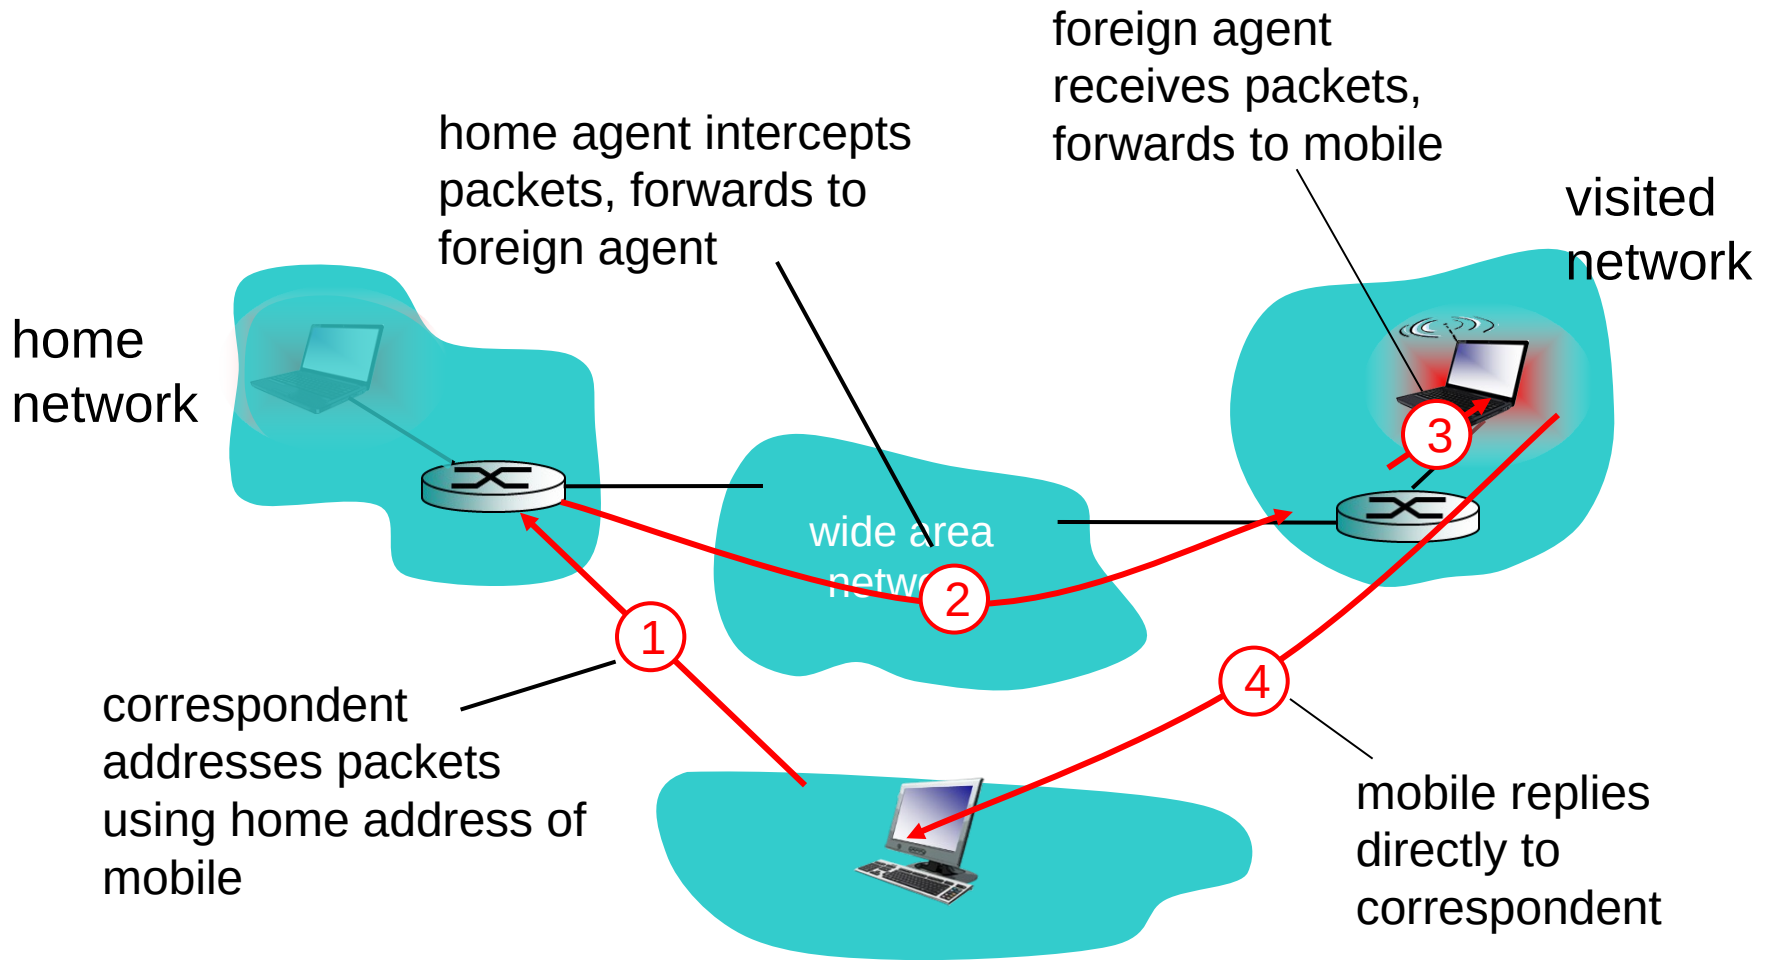 foreign agent
receives packets,
forwards to mobile
home agent intercepts
packets, forwards to
foreign agent
visited
network
home
network
wide area
network
1
2
3
4
correspondent
addresses packets
using home address of
mobile
mobile replies
directly to
correspondent